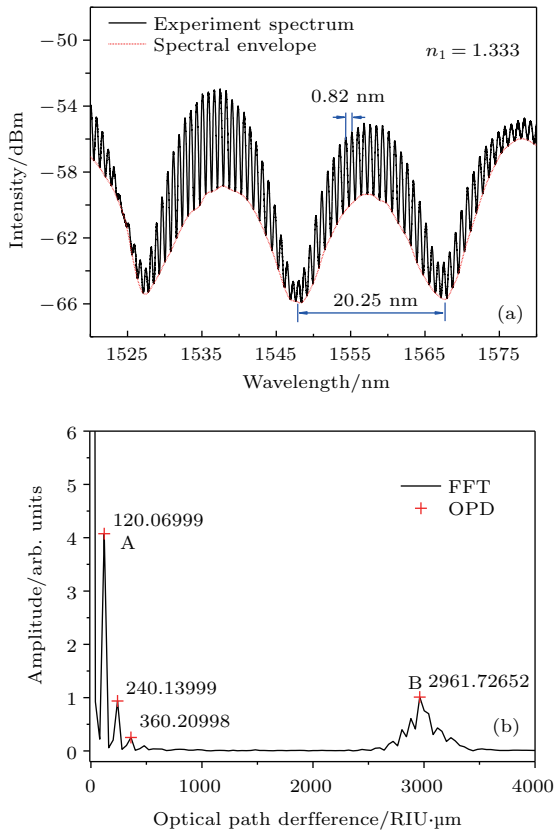 −50
Experiment spectrum
Spectral envelope
n₁ = 1.333
−54
0.82 nm
−58
−62
−66
20.25 nm
(a)
Intensity/dBm
1525 1535 1545 1555 1565 1575
Wavelength/nm
6
5
FFT
OPD
120.06999
4
A
3
2
240.13999
B 2961.72652
1
360.20998
(b)
0
Amplitude/arb. units
0 1000 2000 3000 4000
Optical path derfference/RIU·µm